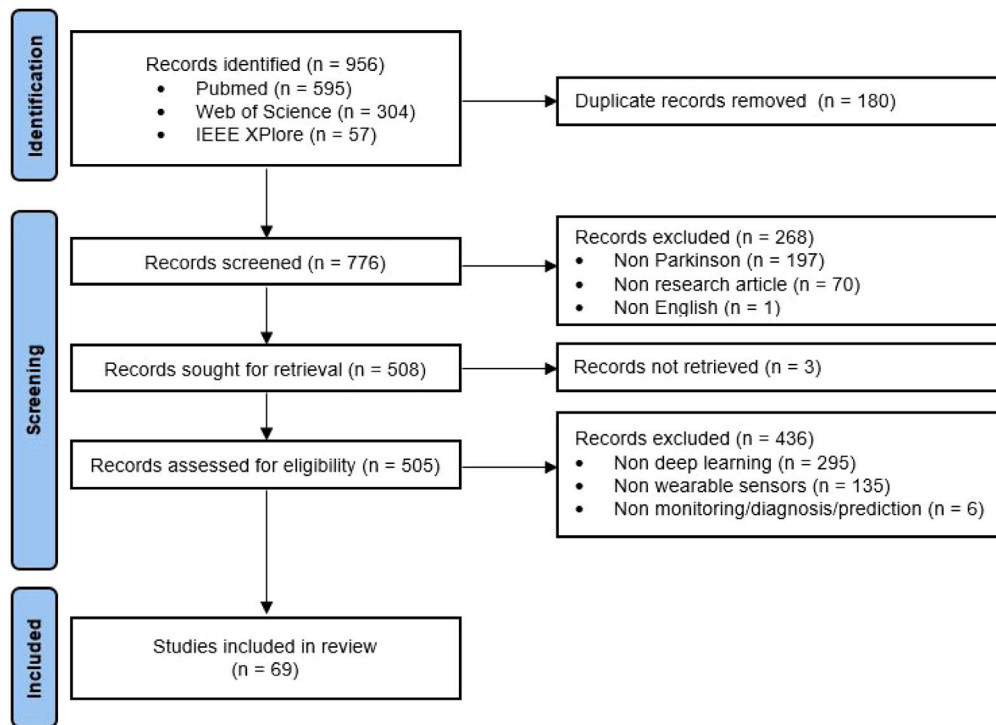 Identification
Records identified (n = 956)
• Pubmed (n = 595)
• Web of Science (n = 304)
• IEEE XPlore (n = 57)
Duplicate records removed (n = 180)
Screening
Records screened (n = 776)
Records excluded (n = 268)
• Non Parkinson (n = 197)
• Non research article (n = 70)
• Non English (n = 1)
Records sought for retrieval (n = 508)
Records not retrieved (n = 3)
Records assessed for eligibility (n = 505)
Records excluded (n = 436)
• Non deep learning (n = 295)
• Non wearable sensors (n = 135)
• Non monitoring/diagnosis/prediction (n = 6)
Included
Studies included in review
(n = 69)